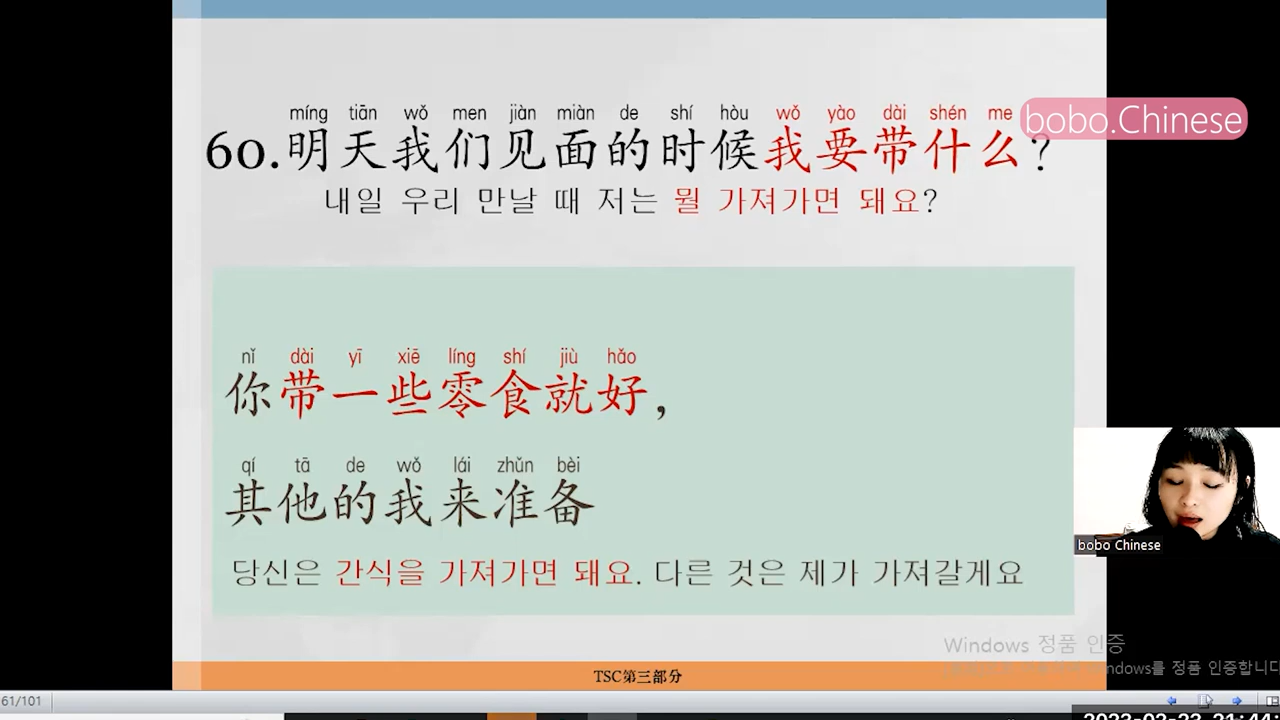 míng tiān wǒ men jiàn miàn de shí hòu wǒ yào dài shén me
bobo.Chinese
60.明天我们见面的时候我要带什么?
내일 우리 만날 때 저는 뭘 가져가면 돼요?
nǐ dài yī xiē líng shí jiù hǎo
你带一些零食就好,
qí tā de wǒ lái zhǔn bèi
其他的我来准备
bobo Chinese
당신은 간식을 가져가면 돼요. 다른 것은 제가 가져갈게요
Windows 정품 인증
Windows를 정품 인증합니다
TSC第三部分
61/101